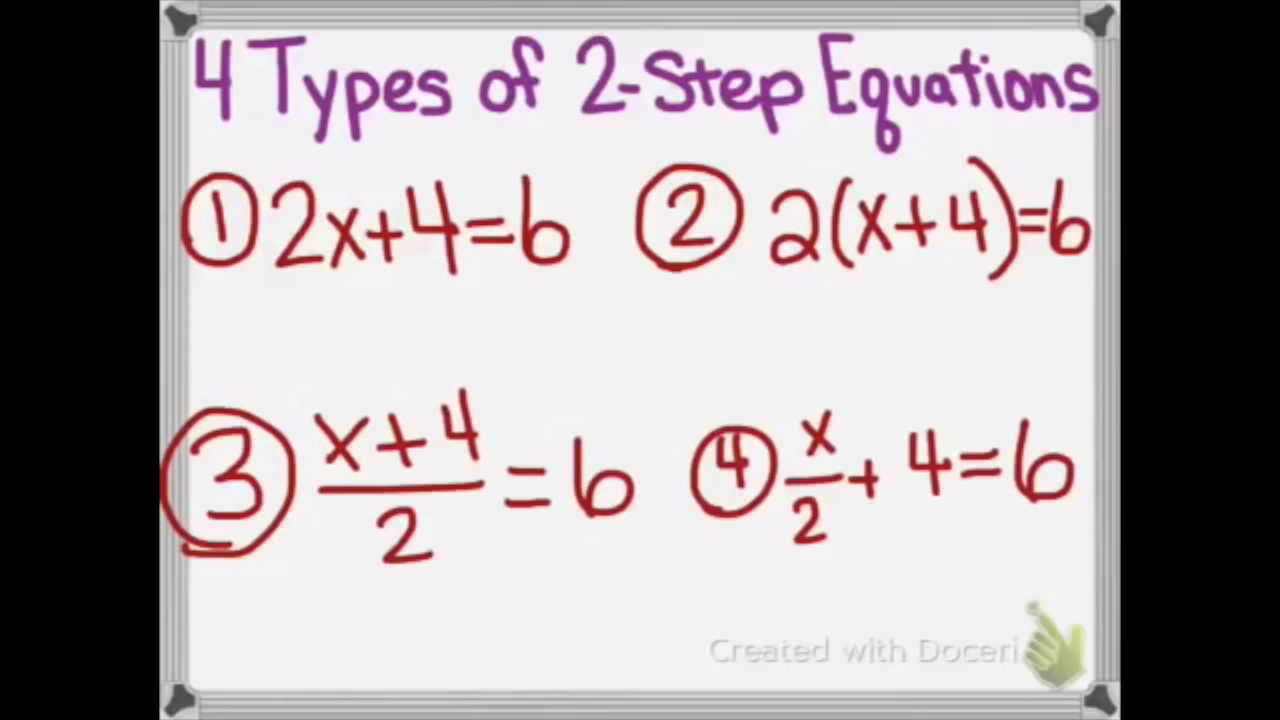 4 Types of 2-Step Equations
① 2x+4=6 ② 2(x+4)=6
③ x+4/2 = 6 ④ x/2 + 4=6
Created with Doceri